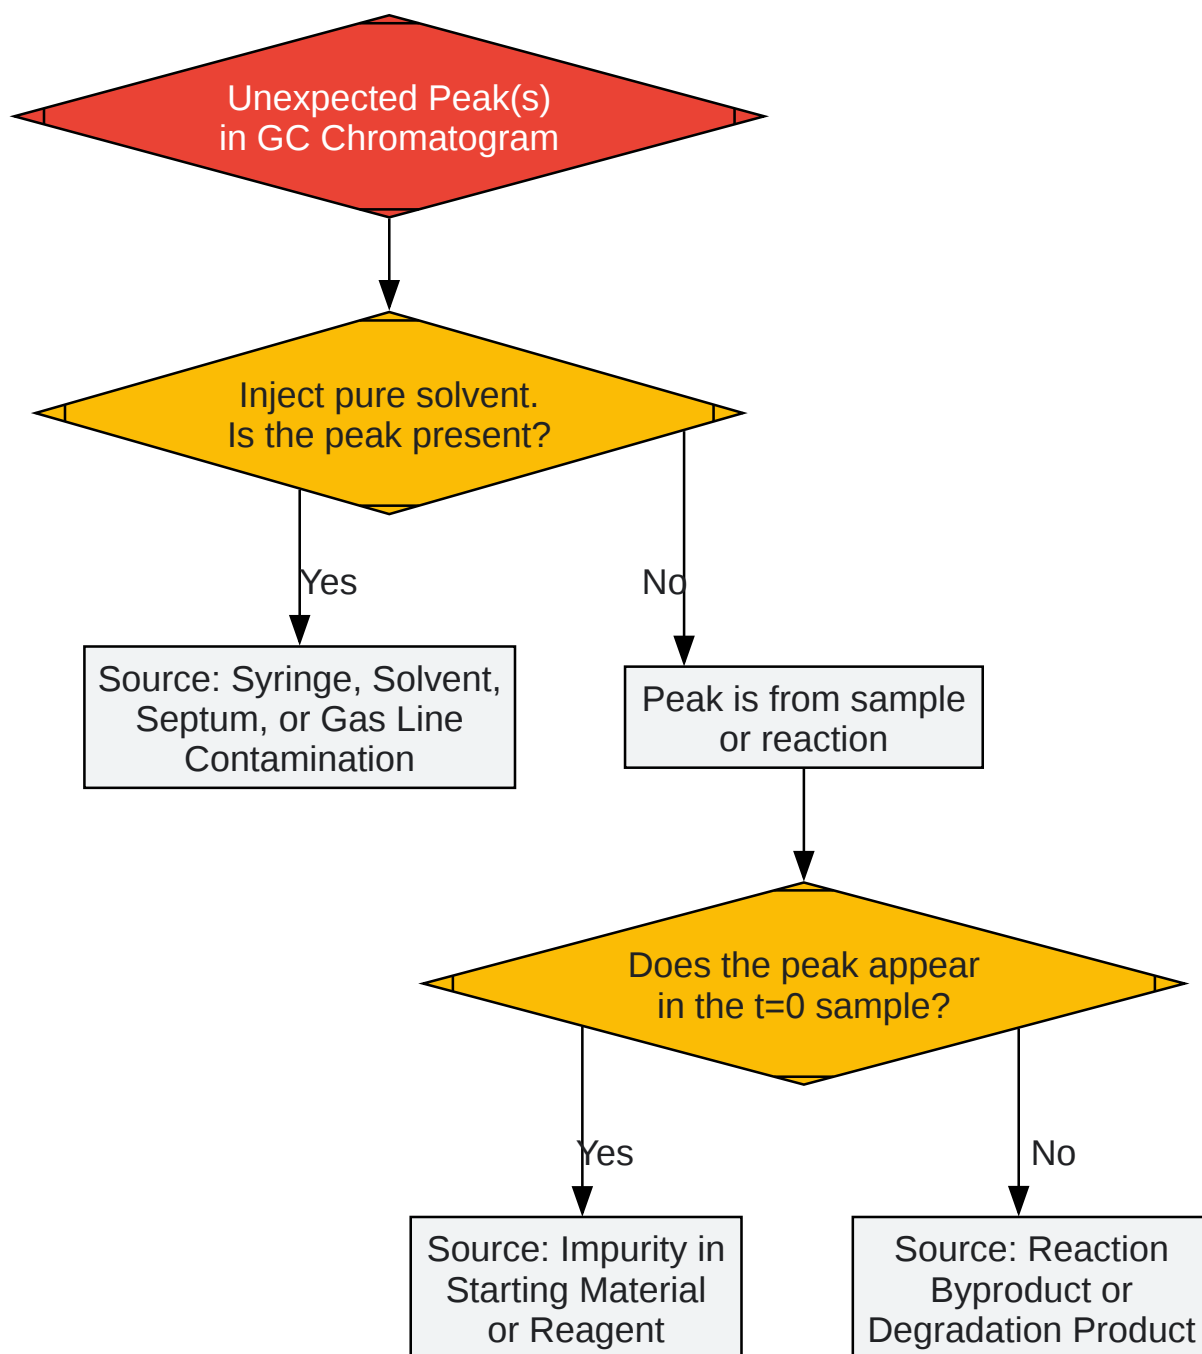 Unexpected Peak(s)
in GC Chromatogram
Inject pure solvent.
Is the peak present?
Yes
No
Source: Syringe, Solvent,
Septum, or Gas Line
Contamination
Peak is from sample
or reaction
Does the peak appear
in the t=0 sample?
Yes
No
Source: Impurity in
Starting Material
or Reagent
Source: Reaction
Byproduct or
Degradation Product